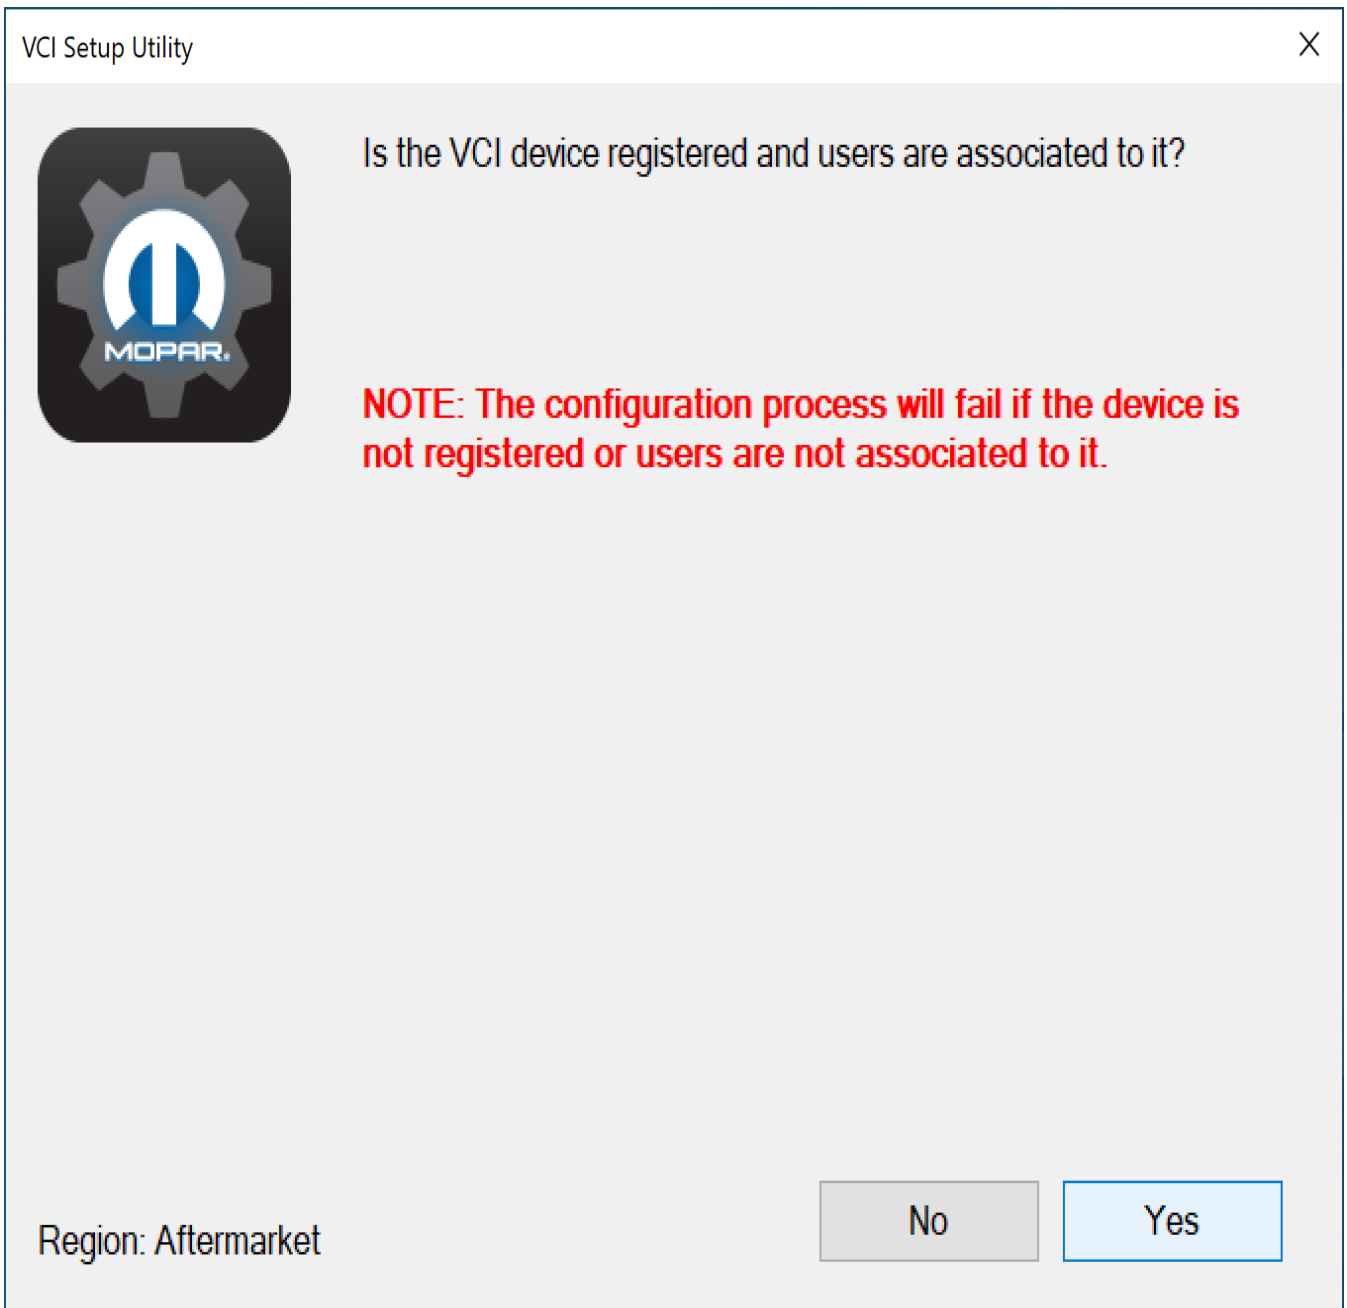 VCI Setup Utility
Is the VCI device registered and users are associated to it?
MOPAR.
NOTE: The configuration process will fail if the device is
not registered or users are not associated to it.
No
Yes
Region: Aftermarket